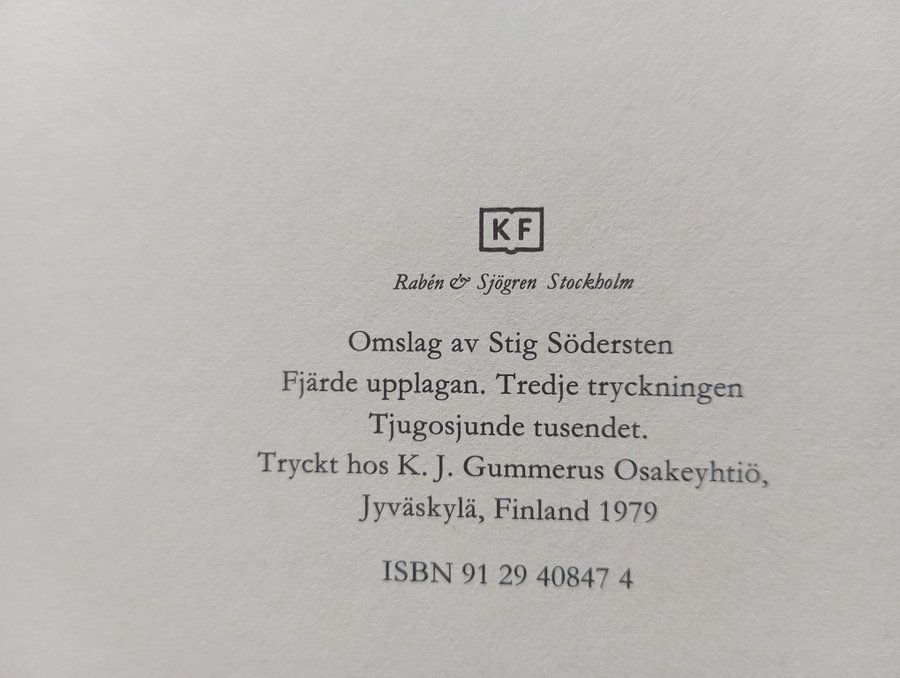 KF
Rabén & Sjögren Stockholm
Omslag av Stig Södersten
Fjärde upplagan. Tredje tryckningen
Tjugosjunde tusendet.
Tryckt hos K. J. Gummerus Osakeyhtiö,
Jyväskylä, Finland 1979
ISBN 91 29 40847 4